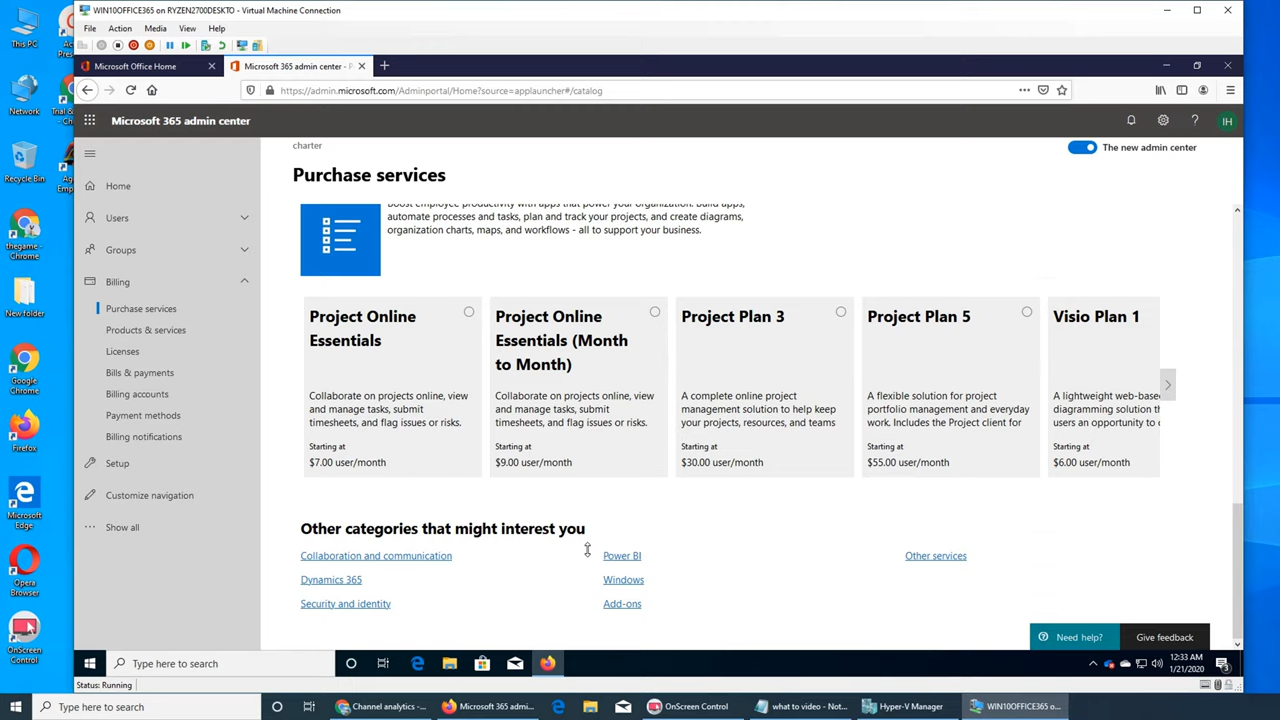 WIN10OFFICE365 on RYZEN2700DESKTO - Virtual Machine Connection
File Action Media View Help
Microsoft Office Home
Microsoft 365 admin center - P
https://admin.microsoft.com/Adminportal/Home?source=applauncher#/catalog
Microsoft 365 admin center
IH
charter
The new admin center
Purchase services
Boost employee productivity with apps that power your organization. Build apps,
automate processes and tasks, plan and track your projects, and create diagrams,
organization charts, maps, and workflows - all to support your business.
Home
Users
Groups
Billing
Purchase services
Products & services
Licenses
Bills & payments
Billing accounts
Payment methods
Billing notifications
Setup
Customize navigation
Show all
Project Online
Essentials
Collaborate on projects online, view
and manage tasks, submit
timesheets, and flag issues or risks.
Starting at
$7.00 user/month
Project Online
Essentials (Month
to Month)
Collaborate on projects online, view
and manage tasks, submit
timesheets, and flag issues or risks.
Starting at
$9.00 user/month
Project Plan 3
A complete online project
management solution to help keep
your projects, resources, and teams
Starting at
$30.00 user/month
Project Plan 5
A flexible solution for project
portfolio management and everyday
work. Includes the Project client for
Starting at
$55.00 user/month
Visio Plan 1
A lightweight web-base
diagramming solution th
users an opportunity to c
Starting at
$6.00 user/month
Other categories that might interest you
Collaboration and communication
Dynamics 365
Security and identity
Power BI
Windows
Add-ons
Other services
Need help?
Give feedback
Type here to search
12:33 AM
1/21/2020
3
Status: Running
This PC
Network
Recycle Bin
thegame -
Chrome
New folder
Google
Chrome
Firefox
Microsoft
Edge
Opera
Browser
OnScreen
Control
Type here to search
Channel analytics -...
Microsoft 365 admi...
OnScreen Control
what to video - Not...
Hyper-V Manager
WIN10OFFICE365 o...